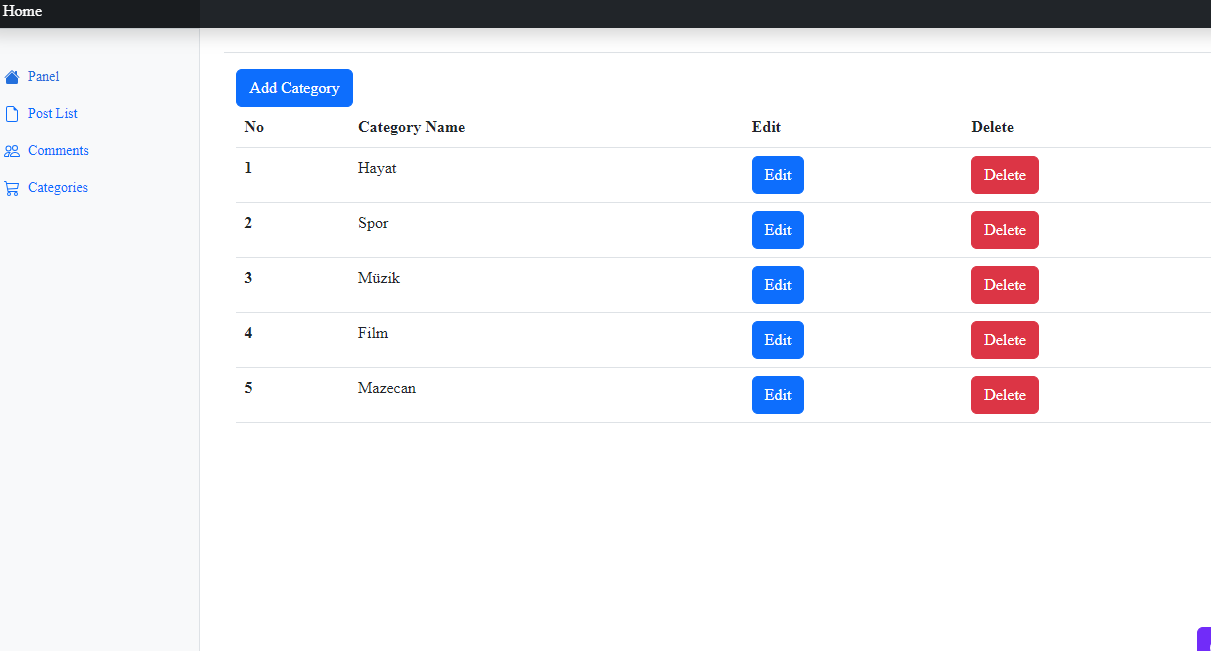 Home
Panel
Post List
Comments
Categories
Add Category
No Category Name Edit Delete
1 Hayat Edit Delete
2 Spor Edit Delete
3 Müzik Edit Delete
4 Film Edit Delete
5 Mazecan Edit Delete